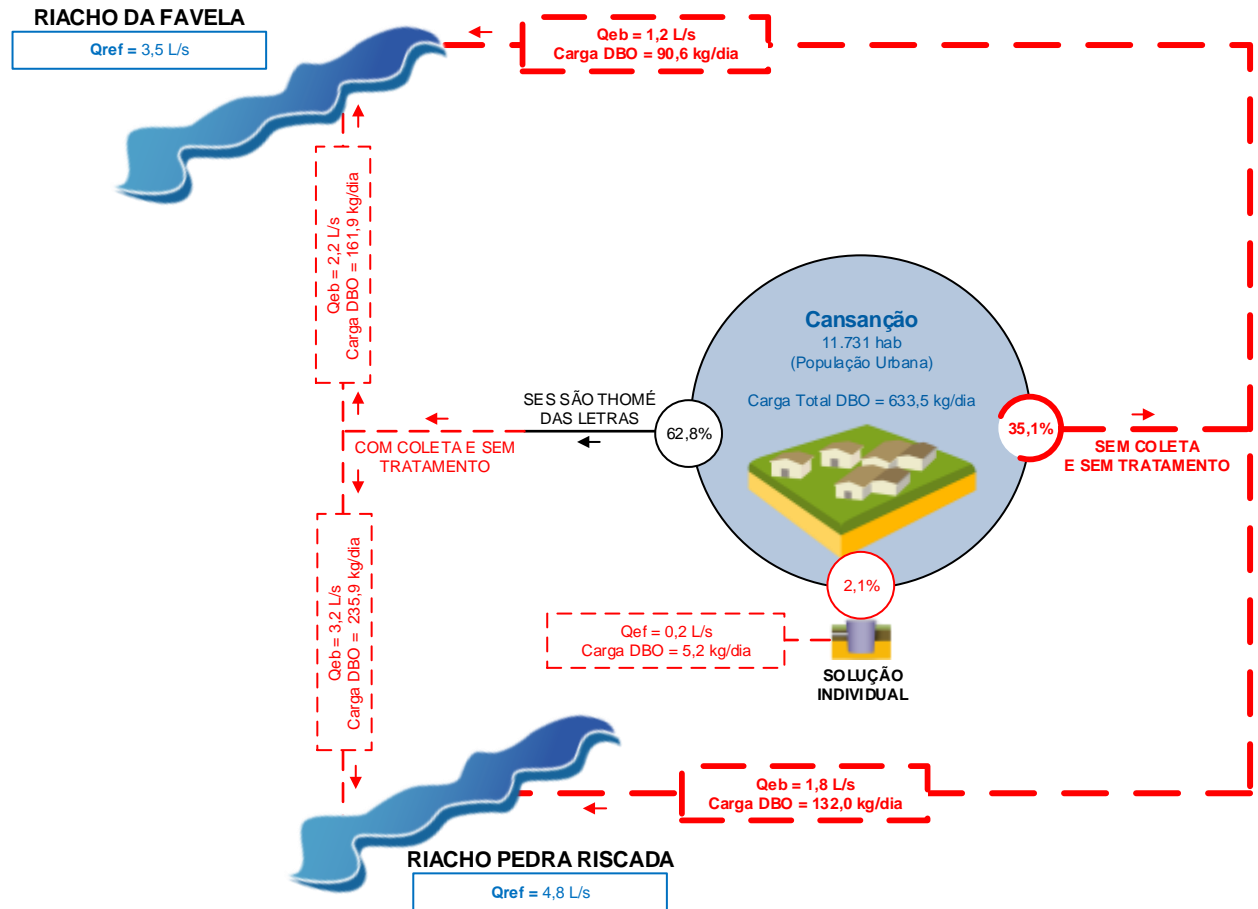 RIACHO DA FAVELA
Qref = 3,5 L/s
Qeb = 1,2 L/s
Carga DBO = 90,6 kg/dia
Qeb = 2,2 L/s
Carga DBO = 161,9 kg/dia
Cansanção
11.731 hab
(População Urbana)
Carga Total DBO = 633,5 kg/dia
SES SÃO THOMÉ
DAS LETRAS
62,8%
35,1%
COM COLETA E SEM
TRATAMENTO
SEM COLETA
E SEM TRATAMENTO
Qeb = 3,2 L/s
Carga DBO = 235,9 kg/dia
2,1%
Qef = 0,2 L/s
Carga DBO = 5,2 kg/dia
SOLUÇÃO
INDIVIDUAL
Qeb = 1,8 L/s
Carga DBO = 132,0 kg/dia
RIACHO PEDRA RISCADA
Qref = 4,8 L/s